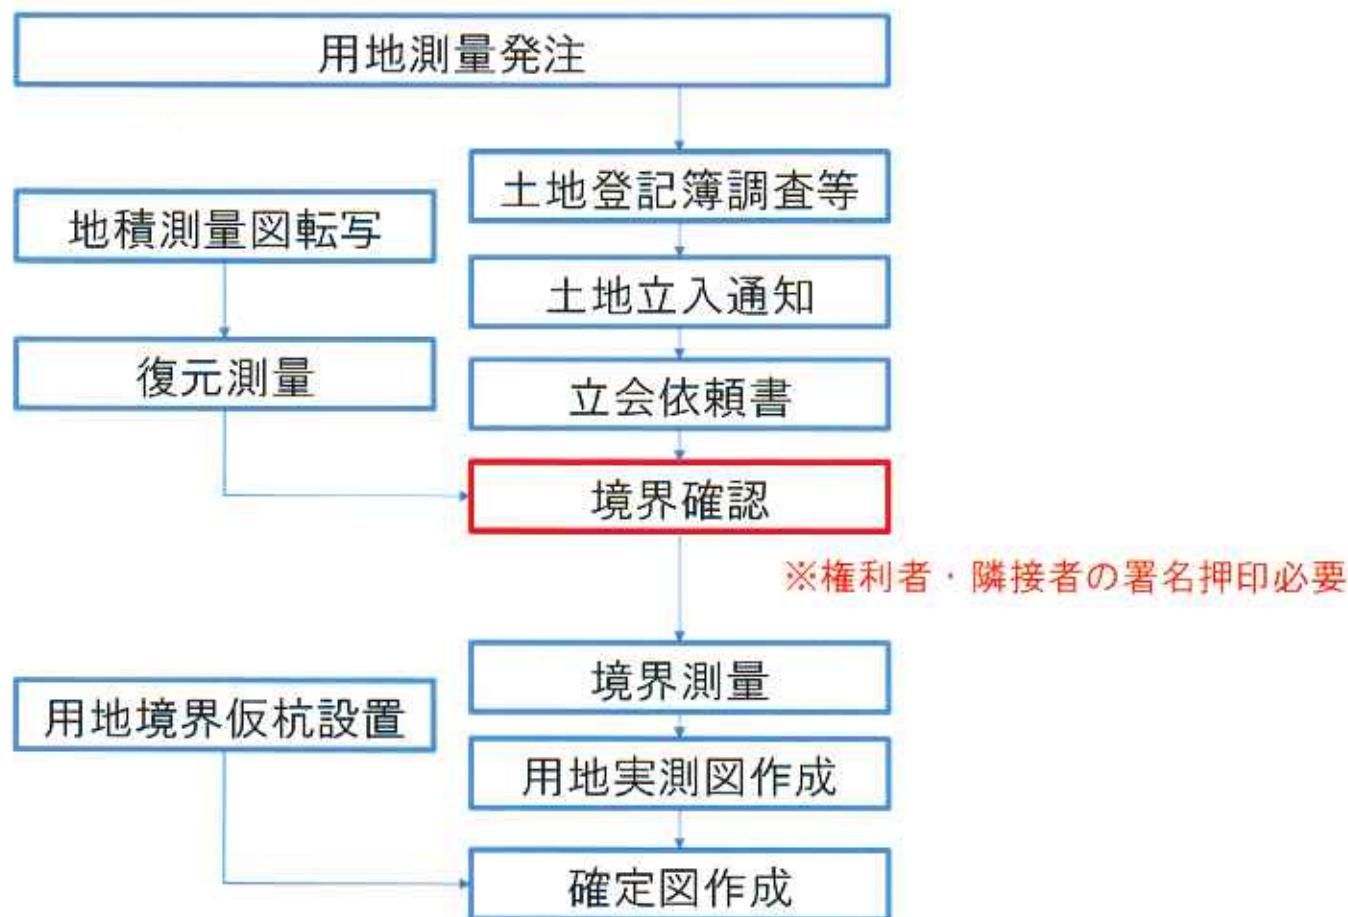 用地測量発注
土地登記簿調査等
地積測量図転写
土地立入通知
復元測量
立会依頼書
境界確認
※権利者・隣接者の署名押印必要
境界測量
用地境界仮杭設置
用地実測図作成
確定図作成